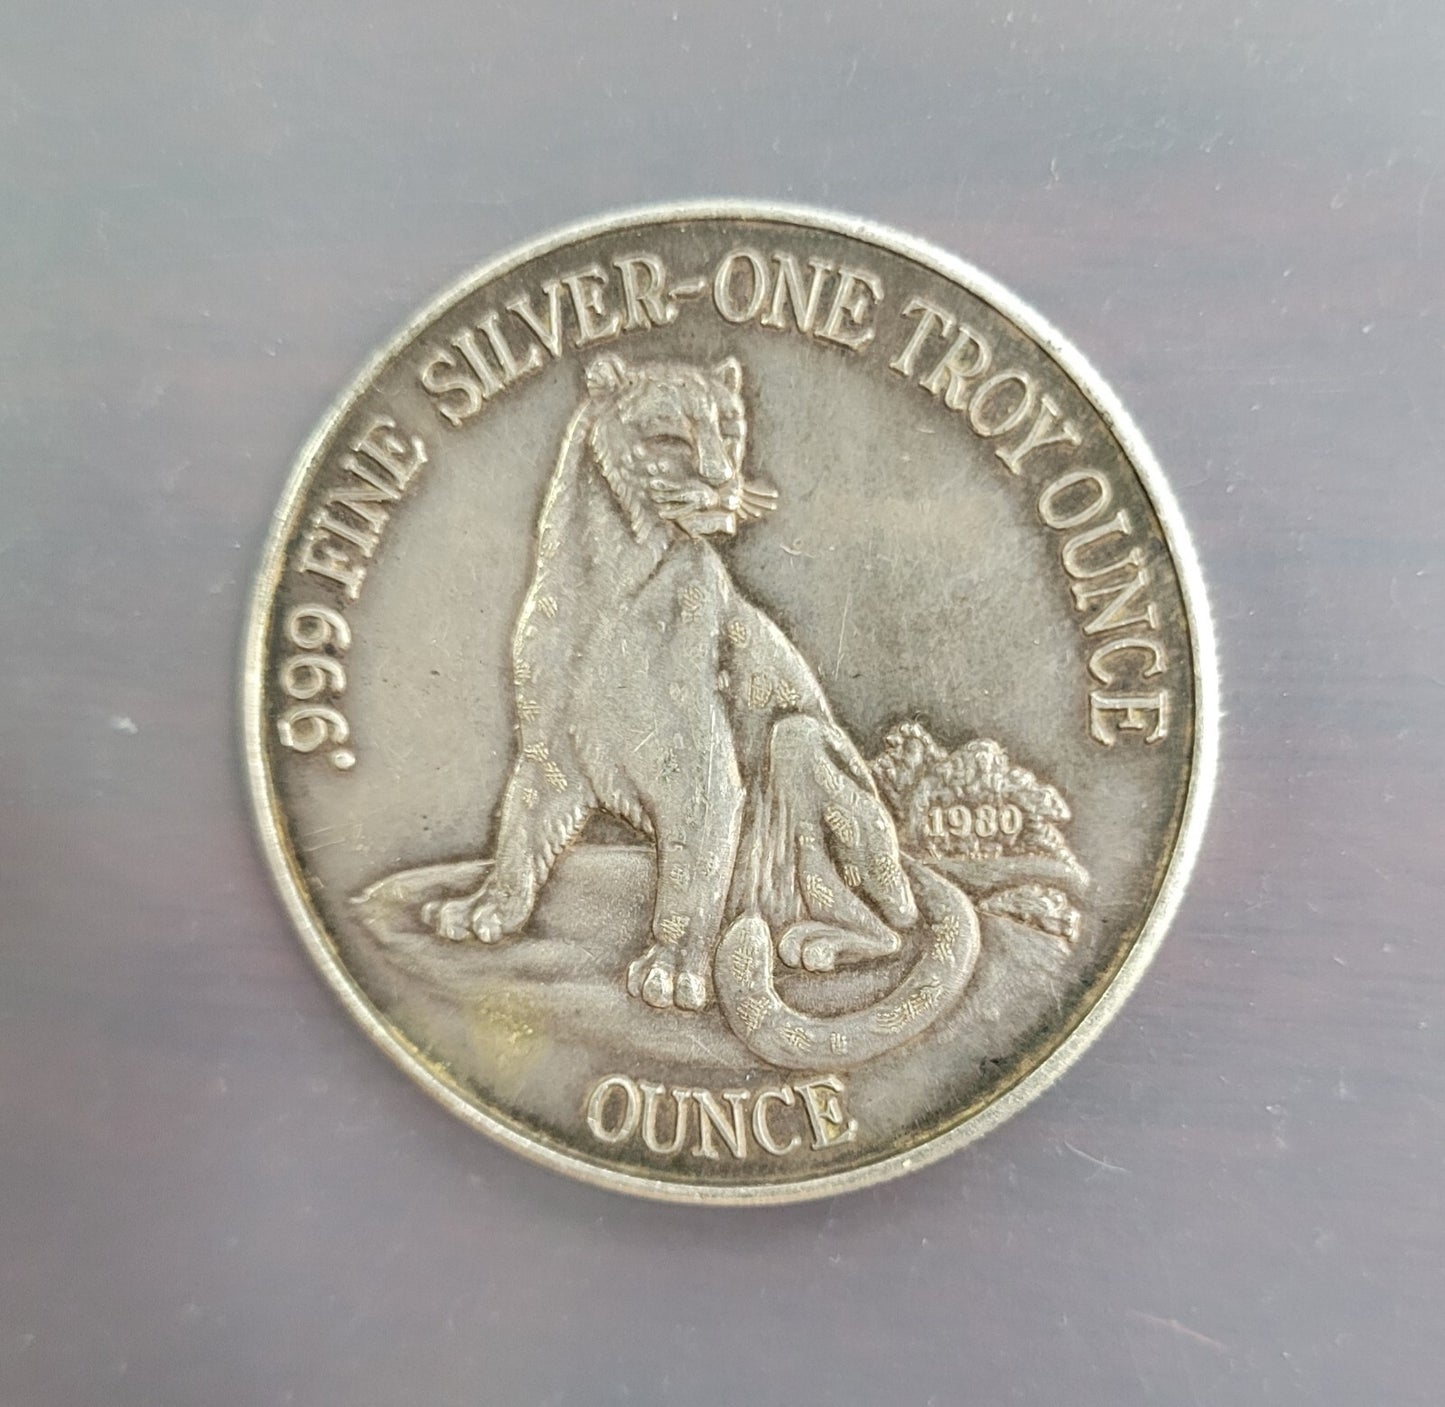 .999 FINE SILVER-ONE TROY OUNCE
1980
OUNCE